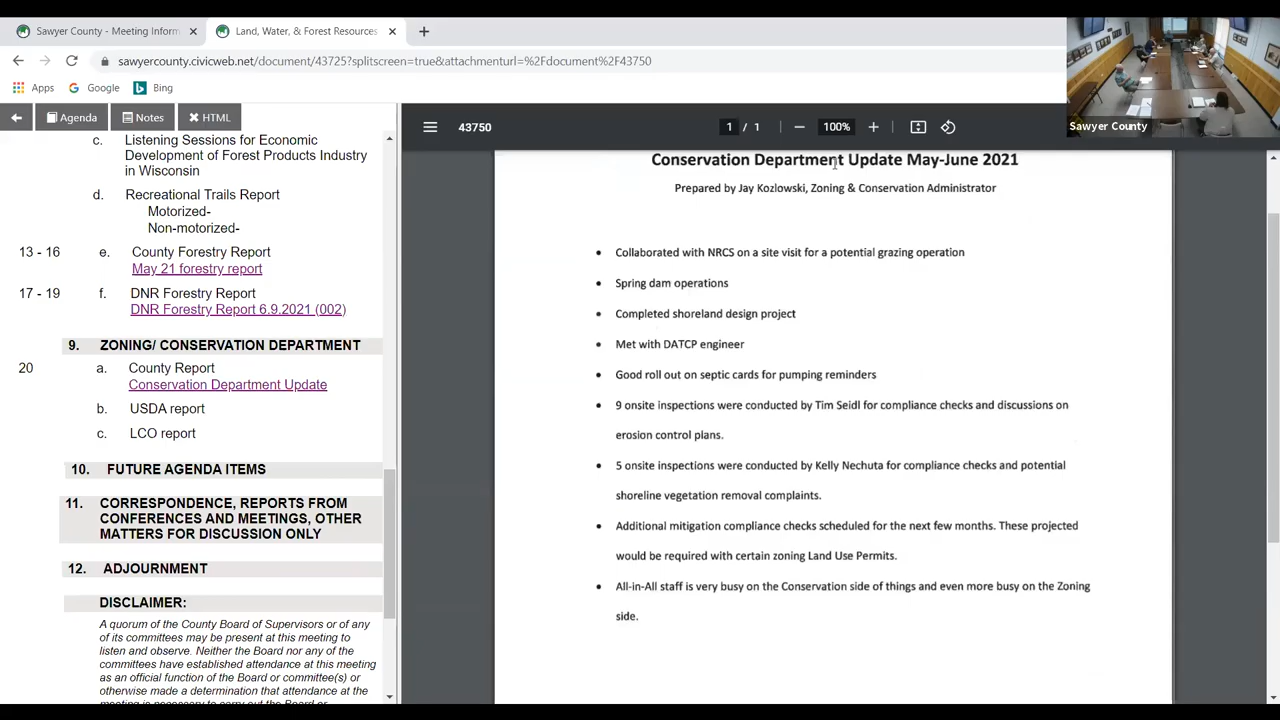 Sawyer County - Meeting Inform
Land, Water, & Forest Resources
sawyercounty.civicweb.net/document/43725?splitscreen=true&attachmenturl=%2Fdocument%2F43750
Apps
Google
Bing
Sawyer County
Agenda
Notes
HTML
43750
1 / 1
100%
c. Listening Sessions for Economic
Development of Forest Products Industry
in Wisconsin
d. Recreational Trails Report
Motorized-
Non-motorized-
13 - 16 e. County Forestry Report
May 21 forestry report
17 - 19 f. DNR Forestry Report
DNR Forestry Report 6.9.2021 (002)
9. ZONING/ CONSERVATION DEPARTMENT
20 a. County Report
Conservation Department Update
b. USDA report
c. LCO report
10. FUTURE AGENDA ITEMS
11. CORRESPONDENCE, REPORTS FROM
CONFERENCES AND MEETINGS, OTHER
MATTERS FOR DISCUSSION ONLY
12. ADJOURNMENT
DISCLAIMER:
A quorum of the County Board of Supervisors or of any
of its committees may be present at this meeting to
listen and observe. Neither the Board nor any of the
committees have established attendance at this meeting
as an official function of the Board or committee(s) or
otherwise made a determination that attendance at the
meeting is necessary to carry out the Board or
Conservation Department Update May-June 2021
Prepared by Jay Kozlowski, Zoning & Conservation Administrator
• Collaborated with NRCS on a site visit for a potential grazing operation
• Spring dam operations
• Completed shoreland design project
• Met with DATCP engineer
• Good roll out on septic cards for pumping reminders
• 9 onsite inspections were conducted by Tim Seidl for compliance checks and discussions on
erosion control plans.
• 5 onsite inspections were conducted by Kelly Nechuta for compliance checks and potential
shoreline vegetation removal complaints.
• Additional mitigation compliance checks scheduled for the next few months. These projected
would be required with certain zoning Land Use Permits.
• All-in-All staff is very busy on the Conservation side of things and even more busy on the Zoning
side.